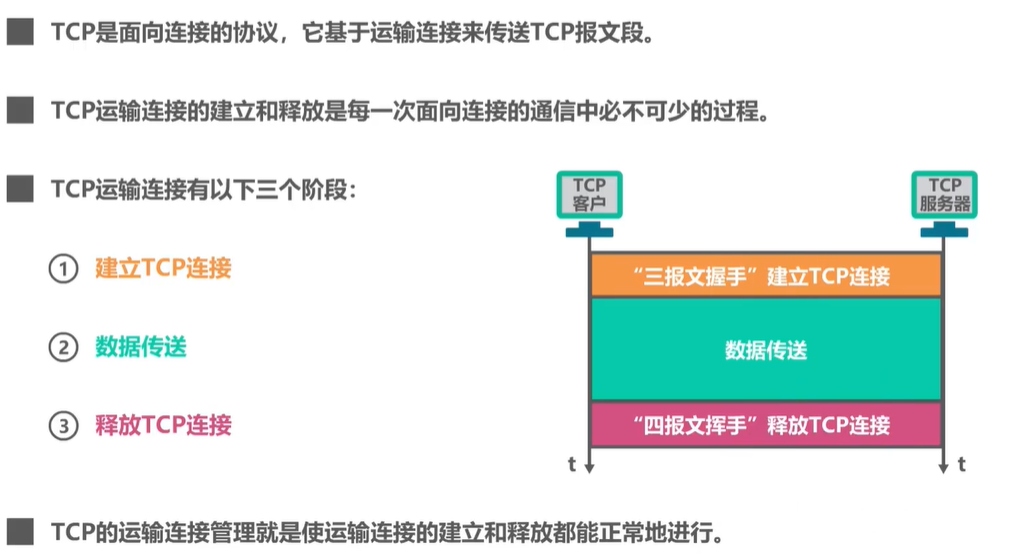 TCP是面向连接的协议，它基于运输连接来传送TCP报文段。
TCP运输连接的建立和释放是每一次面向连接的通信中必不可少的过程。
TCP运输连接有以下三个阶段：
① 建立TCP连接
② 数据传送
③ 释放TCP连接
TCP
客户
TCP
服务器
“三报文握手”建立TCP连接
数据传送
“四报文挥手”释放TCP连接
t
t
TCP的运输连接管理就是使运输连接的建立和释放都能正常地进行。